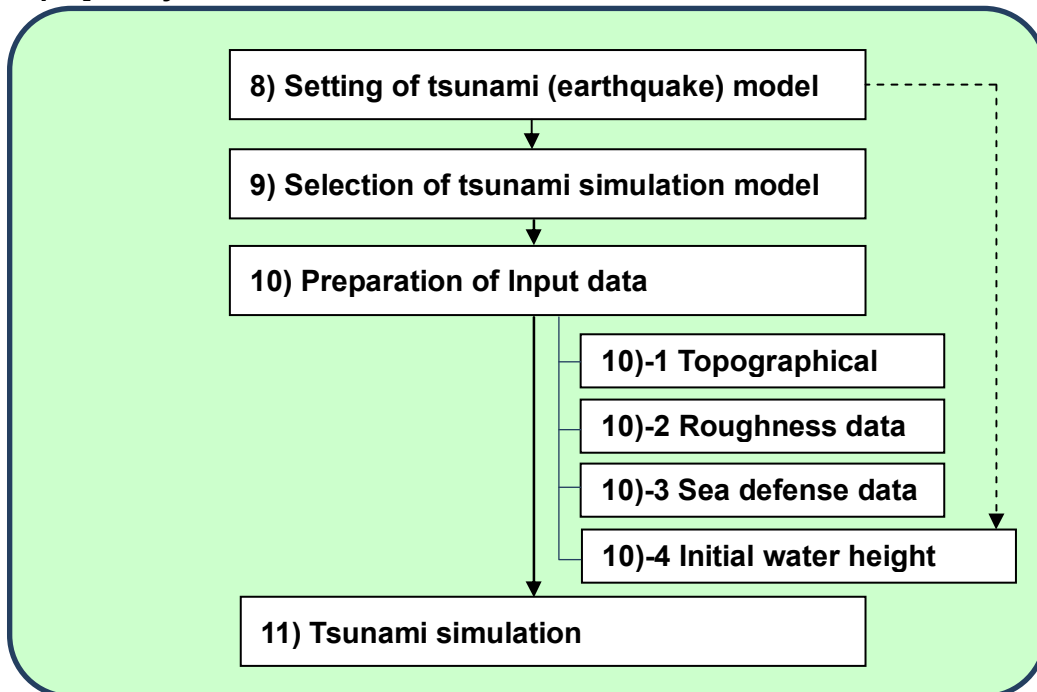 8) Setting of tsunami (earthquake) model
9) Selection of tsunami simulation model
10) Preparation of Input data
10)-1 Topographical
10)-2 Roughness data
10)-3 Sea defense data
10)-4 Initial water height
11) Tsunami simulation